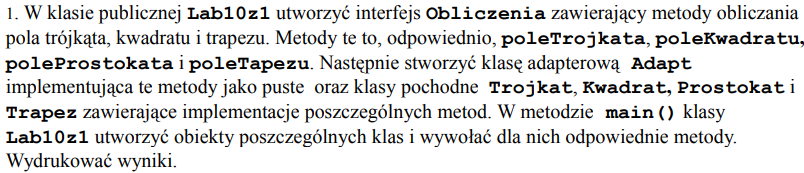 1. W klasie publicznej Lab10z1 utworzyć interfejs Obliczenia zawierający metody obliczania
pola trójkąta, kwadratu i trapezu. Metody te to, odpowiednio, poleTrojkata, poleKwadratu,
poleProstokata i poleTapezu. Następnie stworzyć klasę adapterową Adapt
implementująca te metody jako puste oraz klasy pochodne Trojkat, Kwadrat, Prostokat i
Trapez zawierające implementacje poszczególnych metod. W metodzie main() klasy
Lab10z1 utworzyć obiekty poszczególnych klas i wywołać dla nich odpowiednie metody.
Wydrukować wyniki.